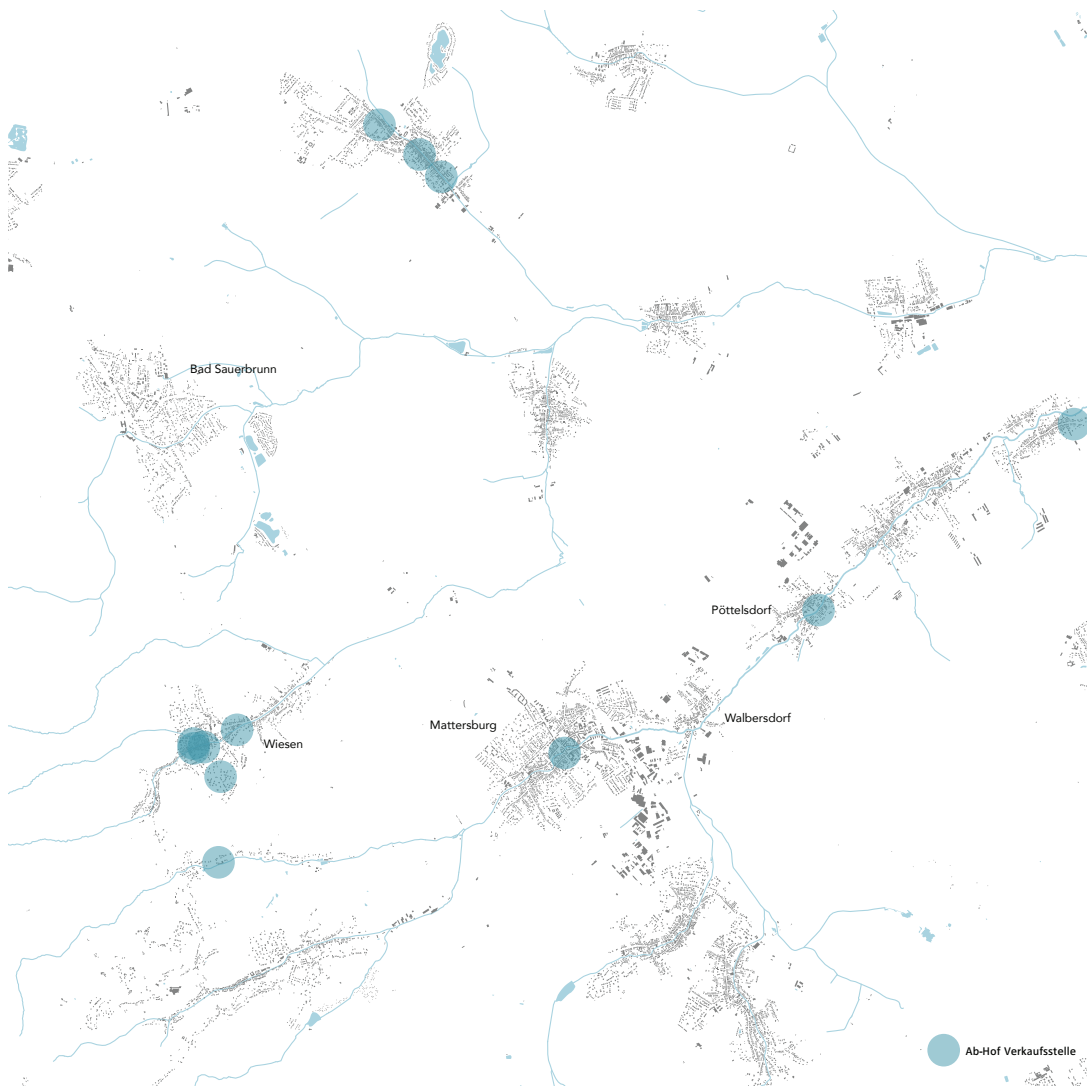 Bad Sauerbrunn
Pöttelsdorf
Mattersburg
Walbersdorf
Wiesen
Ab-Hof Verkaufsstelle